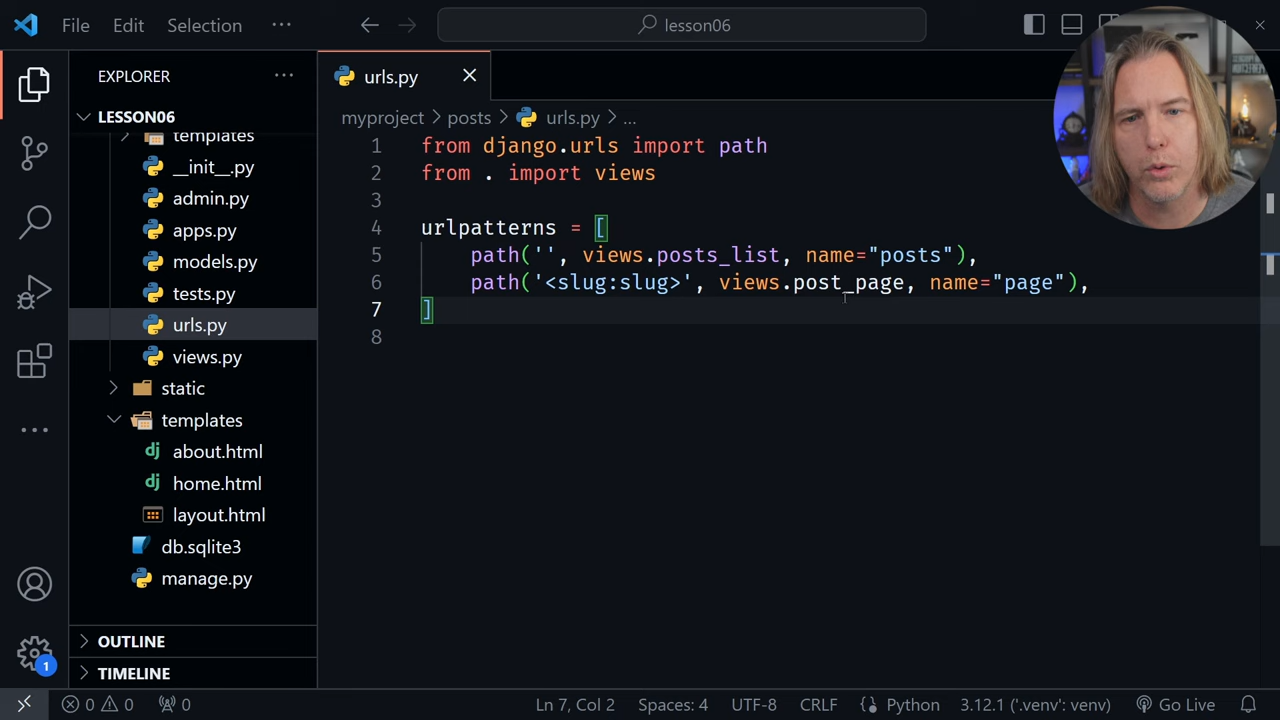 File Edit Selection ···
lesson06
EXPLORER ···
LESSON06
templates
__init__.py
admin.py
apps.py
models.py
tests.py
urls.py
views.py
static
templates
about.html
home.html
layout.html
db.sqlite3
manage.py
OUTLINE
TIMELINE
urls.py
myproject > posts > urls.py > ...
1 from django.urls import path
2 from . import views
3
4 urlpatterns = [
5     path('', views.posts_list, name="posts"),
6     path('<slug:slug>', views.post_page, name="page"),
7 ]
8
1
0 0 0 Ln 7, Col 2 Spaces: 4 UTF-8 CRLF Python 3.12.1 ('.venv': venv) Go Live